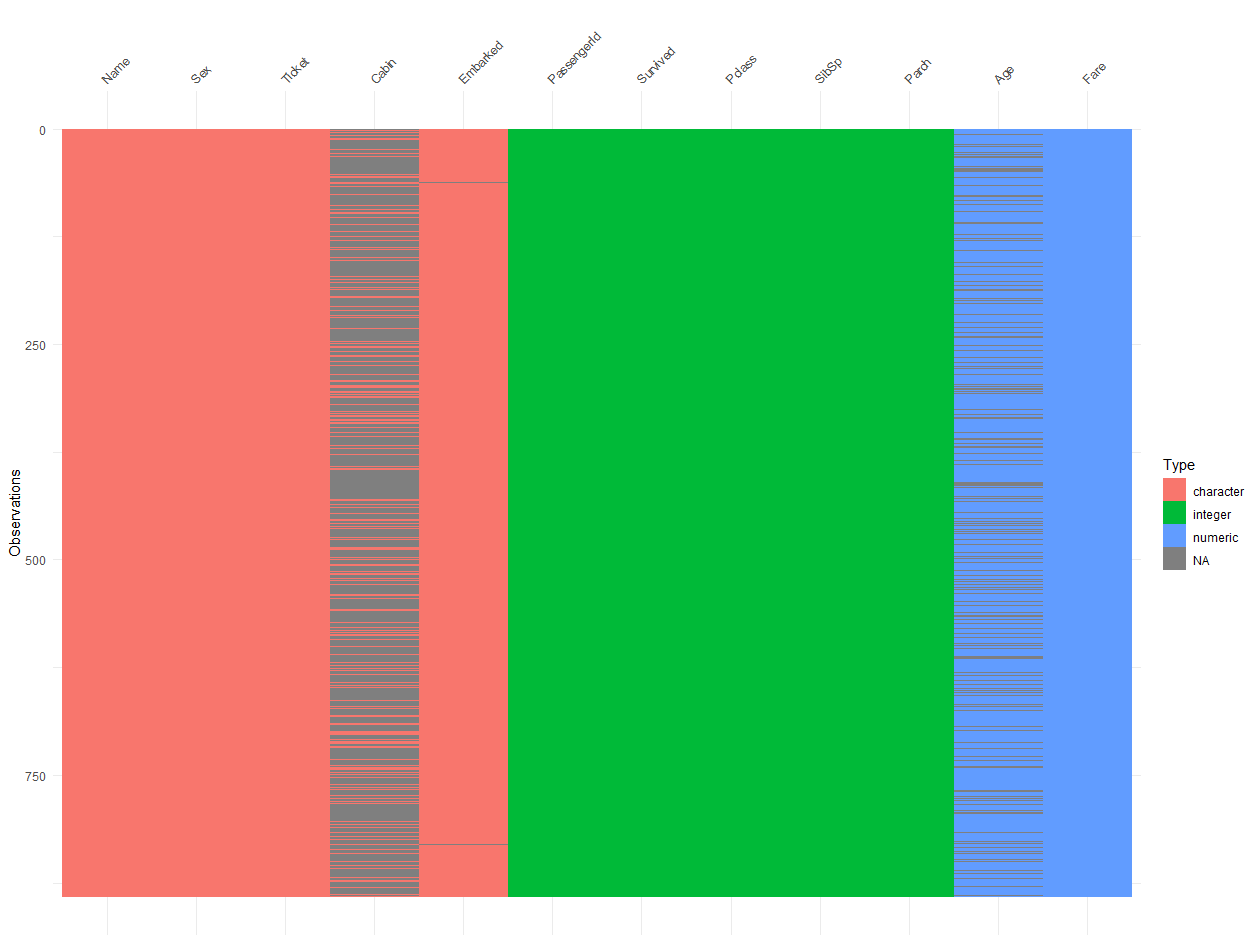 Name
Sex
Ticket
Cabin
Embarked
PassengerId
Survived
Pclass
SibSp
Parch
Age
Fare
0
250
500
750
Observations
Type
character
integer
numeric
NA